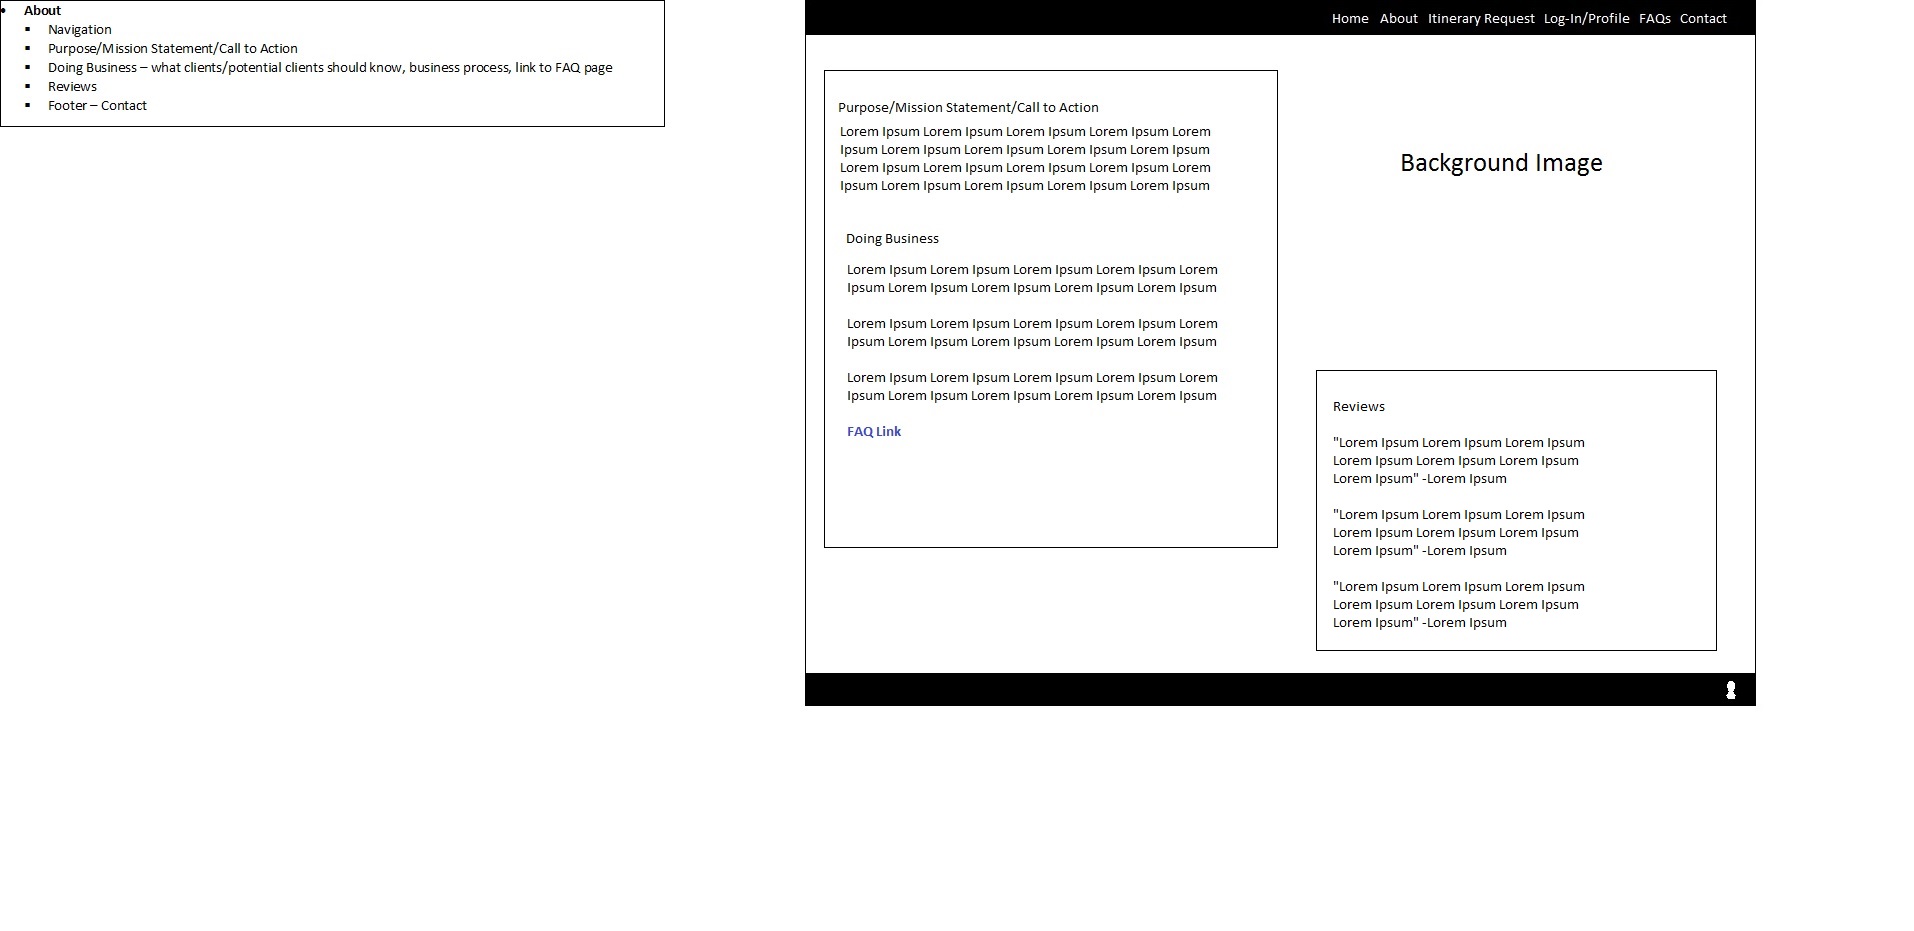 About
Navigation
Purpose/Mission Statement/Call to Action
Doing Business – what clients/potential clients should know, business process, link to FAQ page
Reviews
Footer – Contact
Home About Itinerary Request Log-In/Profile FAQs Contact
Purpose/Mission Statement/Call to Action
Lorem Ipsum Lorem Ipsum Lorem Ipsum Lorem Ipsum Lorem
Ipsum Lorem Ipsum Lorem Ipsum Lorem Ipsum Lorem Ipsum
Lorem Ipsum Lorem Ipsum Lorem Ipsum Lorem Ipsum Lorem
Ipsum Lorem Ipsum Lorem Ipsum Lorem Ipsum Lorem Ipsum
Doing Business
Lorem Ipsum Lorem Ipsum Lorem Ipsum Lorem Ipsum Lorem
Ipsum Lorem Ipsum Lorem Ipsum Lorem Ipsum Lorem Ipsum
Lorem Ipsum Lorem Ipsum Lorem Ipsum Lorem Ipsum Lorem
Ipsum Lorem Ipsum Lorem Ipsum Lorem Ipsum Lorem Ipsum
Lorem Ipsum Lorem Ipsum Lorem Ipsum Lorem Ipsum Lorem
Ipsum Lorem Ipsum Lorem Ipsum Lorem Ipsum Lorem Ipsum
FAQ Link
Background Image
Reviews
"Lorem Ipsum Lorem Ipsum Lorem Ipsum
Lorem Ipsum Lorem Ipsum Lorem Ipsum
Lorem Ipsum" -Lorem Ipsum
"Lorem Ipsum Lorem Ipsum Lorem Ipsum
Lorem Ipsum Lorem Ipsum Lorem Ipsum
Lorem Ipsum" -Lorem Ipsum
"Lorem Ipsum Lorem Ipsum Lorem Ipsum
Lorem Ipsum Lorem Ipsum Lorem Ipsum
Lorem Ipsum" -Lorem Ipsum